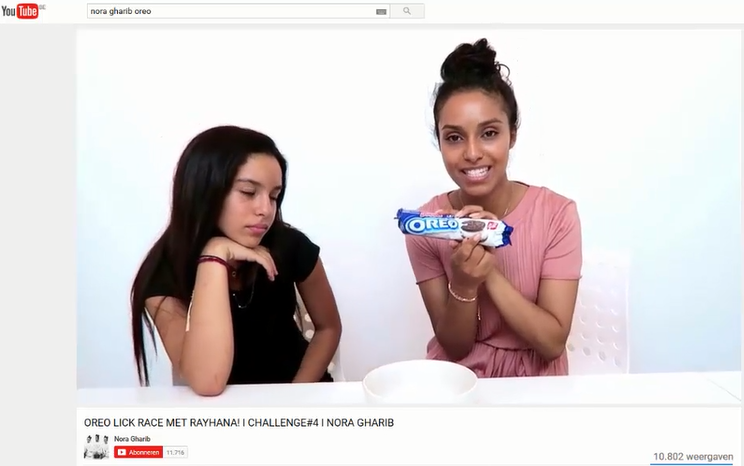 YouTube BE
nora gharib oreo
OREO
OREO LICK RACE MET RAYHANA! I CHALLENGE#4 I NORA GHARIB
Nora Gharib
Abonneren 11.716
10.802 weergaven